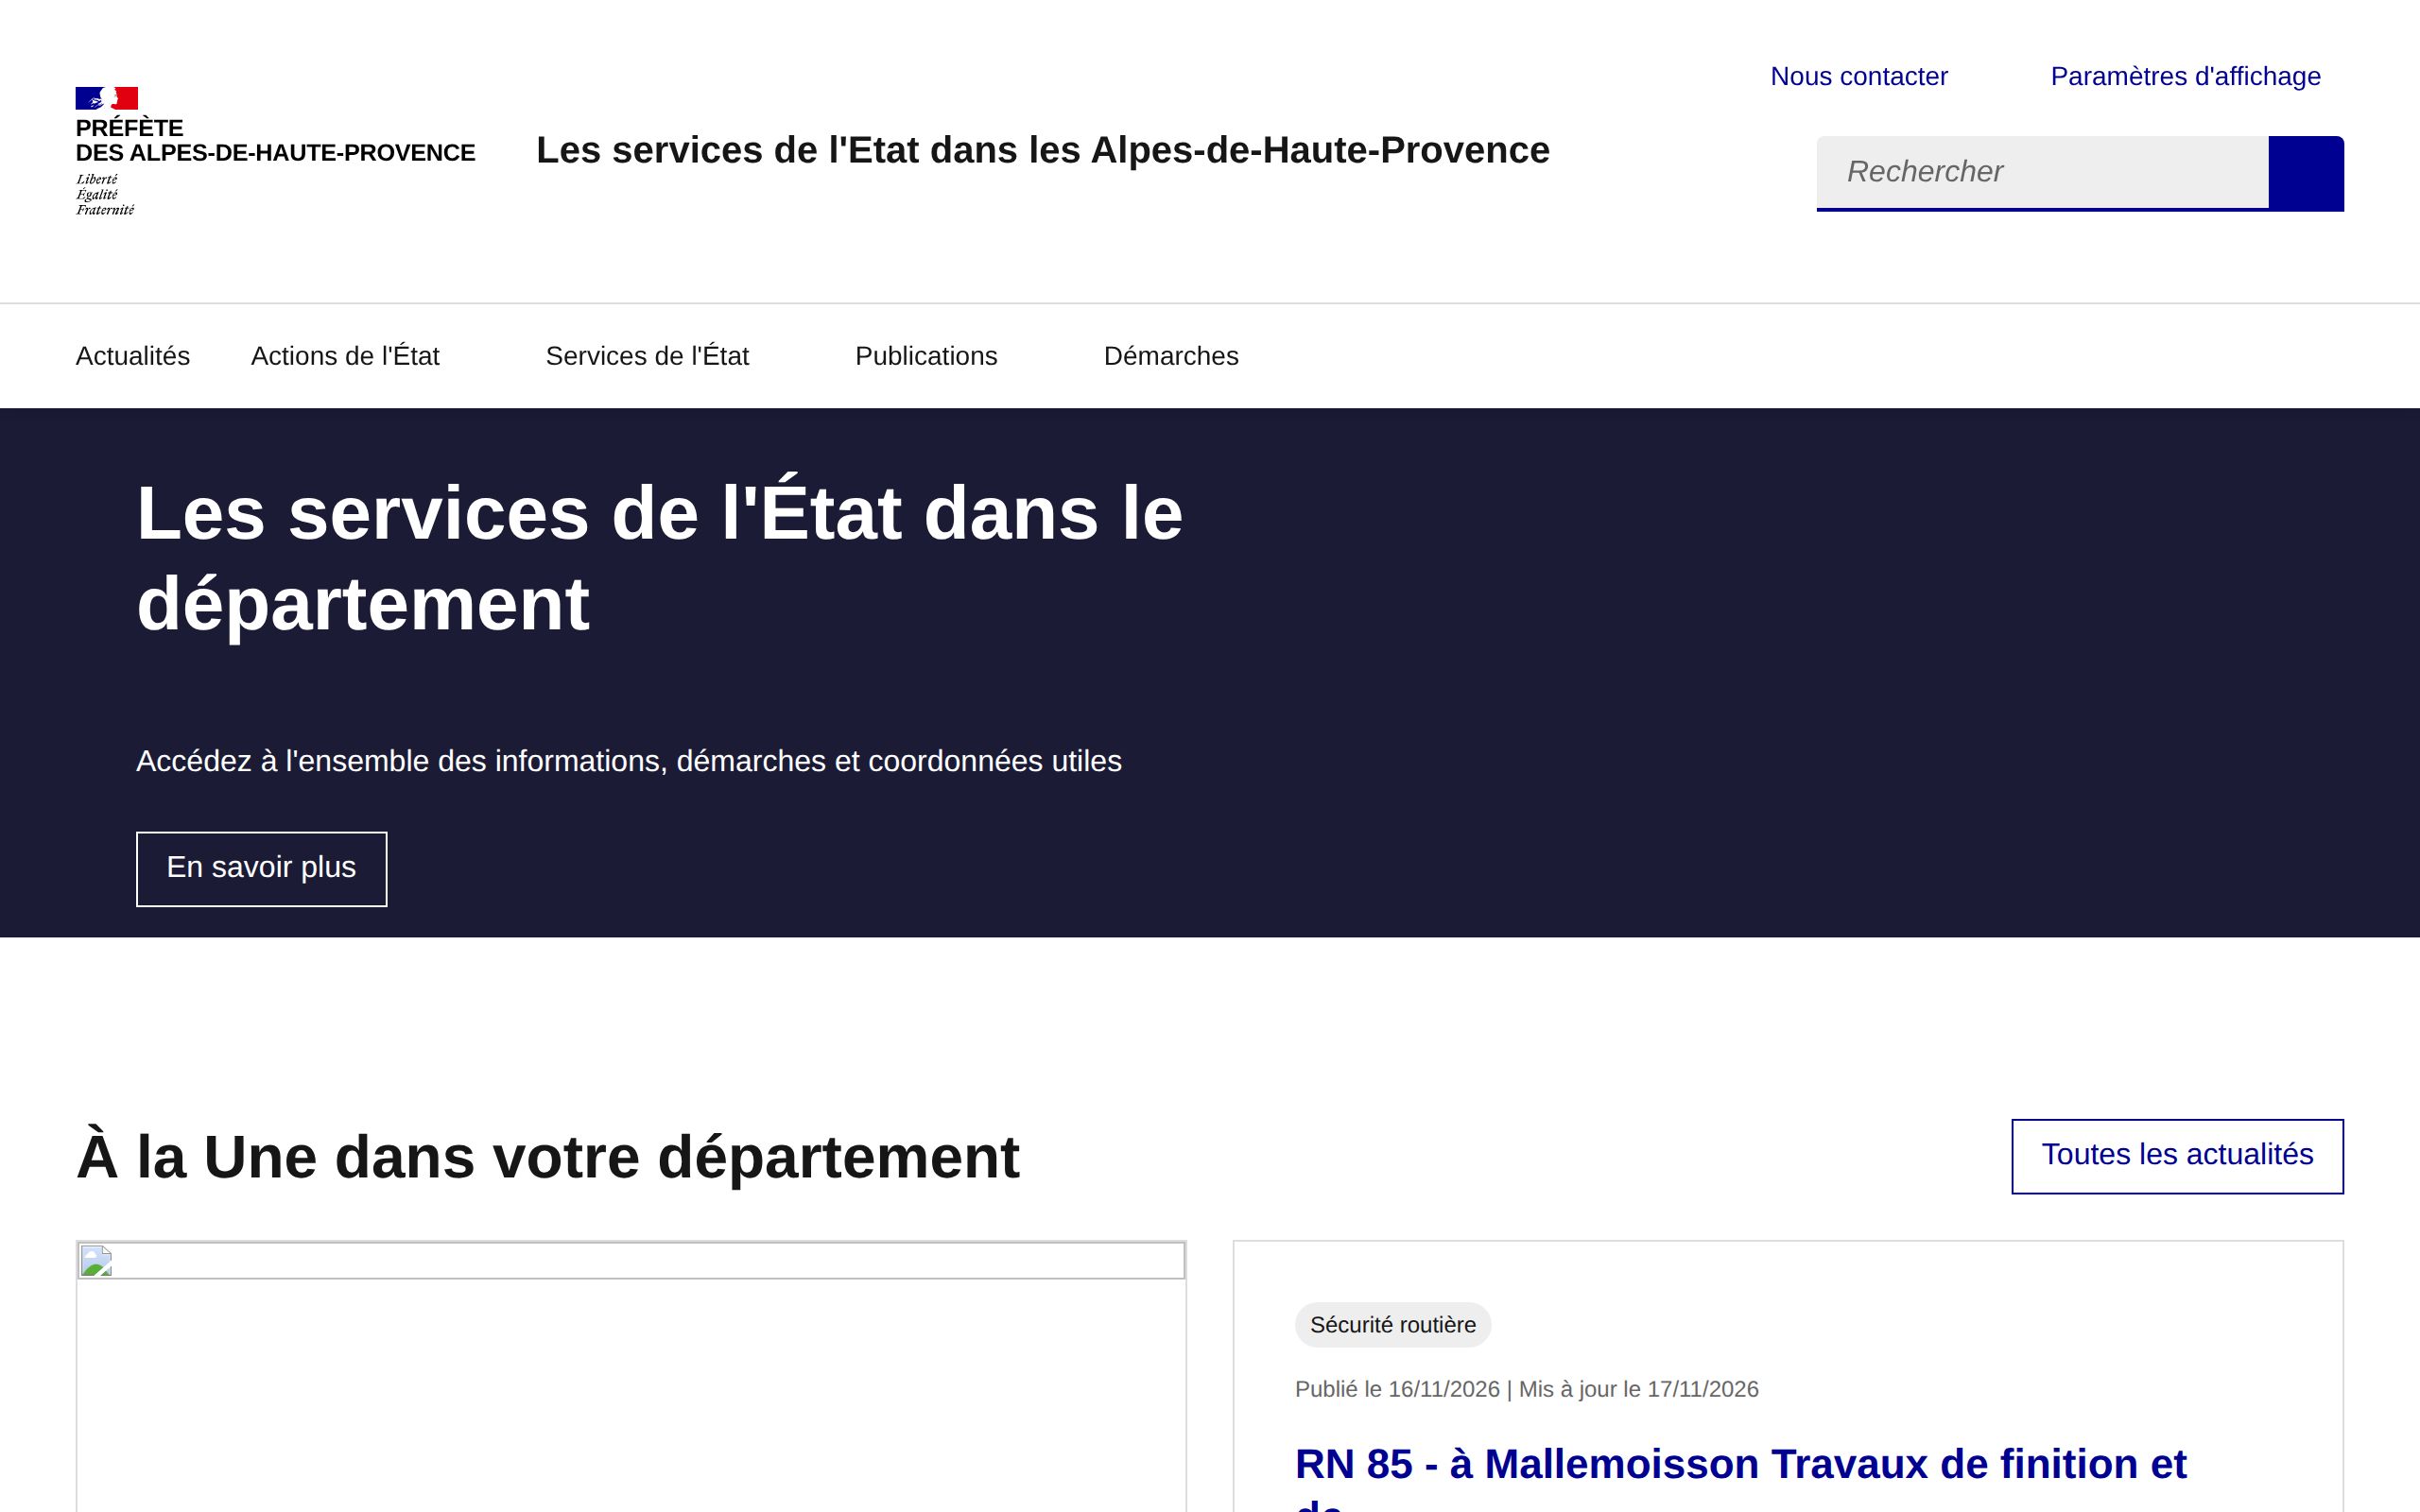 Nous contacter
Paramètres d'affichage
PRÉFÈTE
DES ALPES-DE-HAUTE-PROVENCE
Liberté
Égalité
Fraternité
Les services de l'Etat dans les Alpes-de-Haute-Provence
Rechercher
Actualités
Actions de l'État
Services de l'État
Publications
Démarches
Les services de l'État dans le
département
Accédez à l'ensemble des informations, démarches et coordonnées utiles
En savoir plus
À la Une dans votre département
Toutes les actualités
Sécurité routière
Publié le 16/11/2026 | Mis à jour le 17/11/2026
RN 85 - à Mallemoisson Travaux de finition et
de